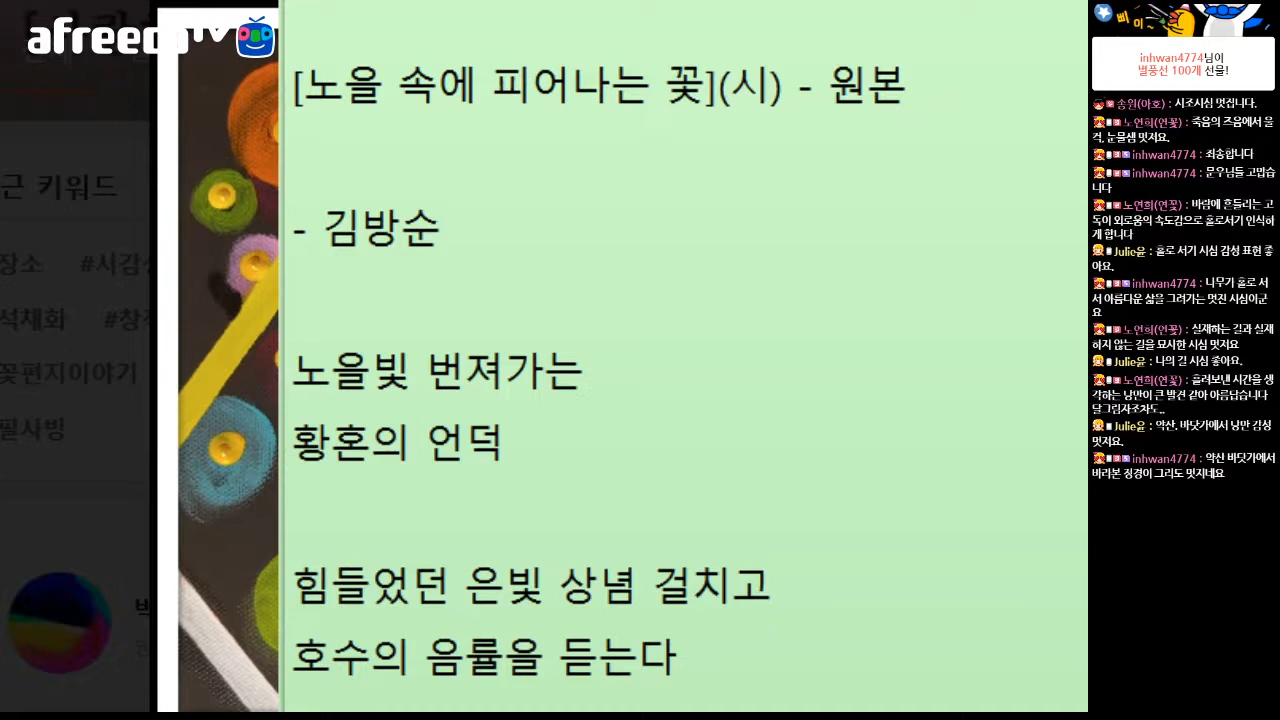 afreecaTV
[노을 속에 피어나는 꽃](시) - 원본
- 김방순
노을빛 번져가는
황혼의 언덕
힘들었던 은빛 상념 걸치고
호수의 음률을 듣는다
근 키워드
장소 #서감성
석채화 #창작
꽃편지이야기
필사빙
삐이~
inhwan4774님이
별풍선 100개 선물!
송원(아호) : 시조시심 멋집니다.
노연희(연꽃) : 죽음의 즈음에서 울
컥, 눈물샘 멋져요.
inhwan4774 : 죄송합니다
inhwan4774 : 문우님들 고맙습
니다
노연희(연꽃) : 바람에 흔들리는 고
독이 외로움의 속도감으로 홀로서기 인식하
게 합니다
Julie윤 : 홀로 서기 시심 감성 표현 좋
아요.
inhwan4774 : 나무가 홀로 서
서 아름다운 삶을 그려가는 멋진 시심이군
요
노연희(연꽃) : 실재하는 길과 실재
하지 않는 길을 묘사한 시심 멋지요
Julie윤 : 나의 길 시심 좋아요.
노연희(연꽃) : 흘려보낸 시간을 생
각하는 낭만이 큰 발견 같아 아름답습니다
달그림자조차도..
Julie윤 : 악산, 바닷가에서 낭만 감성
멋져요.
inhwan4774 : 악산 바닷가에서
바라본 정경이 그리도 멋지네요